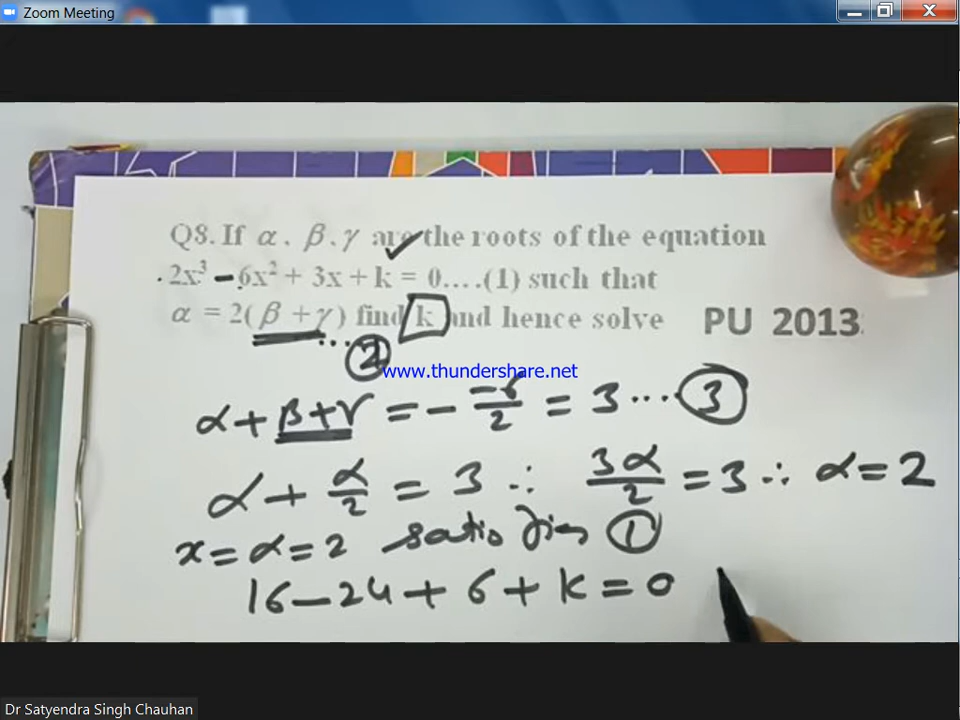 Zoom Meeting
Q8. If α, β, γ are the roots of the equation
2x³ - 6x² + 3x + k = 0....(1) such that
α = 2( β + γ ) find k and hence solve PU 2013
...②
www.thundershare.net
α + β + γ = - -6/2 = 3 ... ③
α + α/2 = 3 ∴ 3α/2 = 3 ∴ α = 2
x = α = 2 satisfies ①
16 - 24 + 6 + k = 0
Dr Satyendra Singh Chauhan